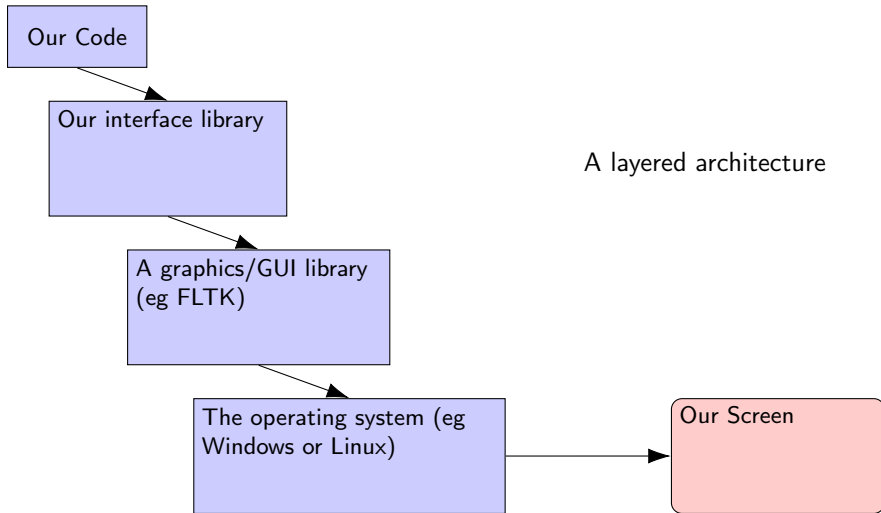 Our Code
Our interface library
A layered architecture
A graphics/GUI library
(eg FLTK)
The operating system (eg
Windows or Linux)
Our Screen